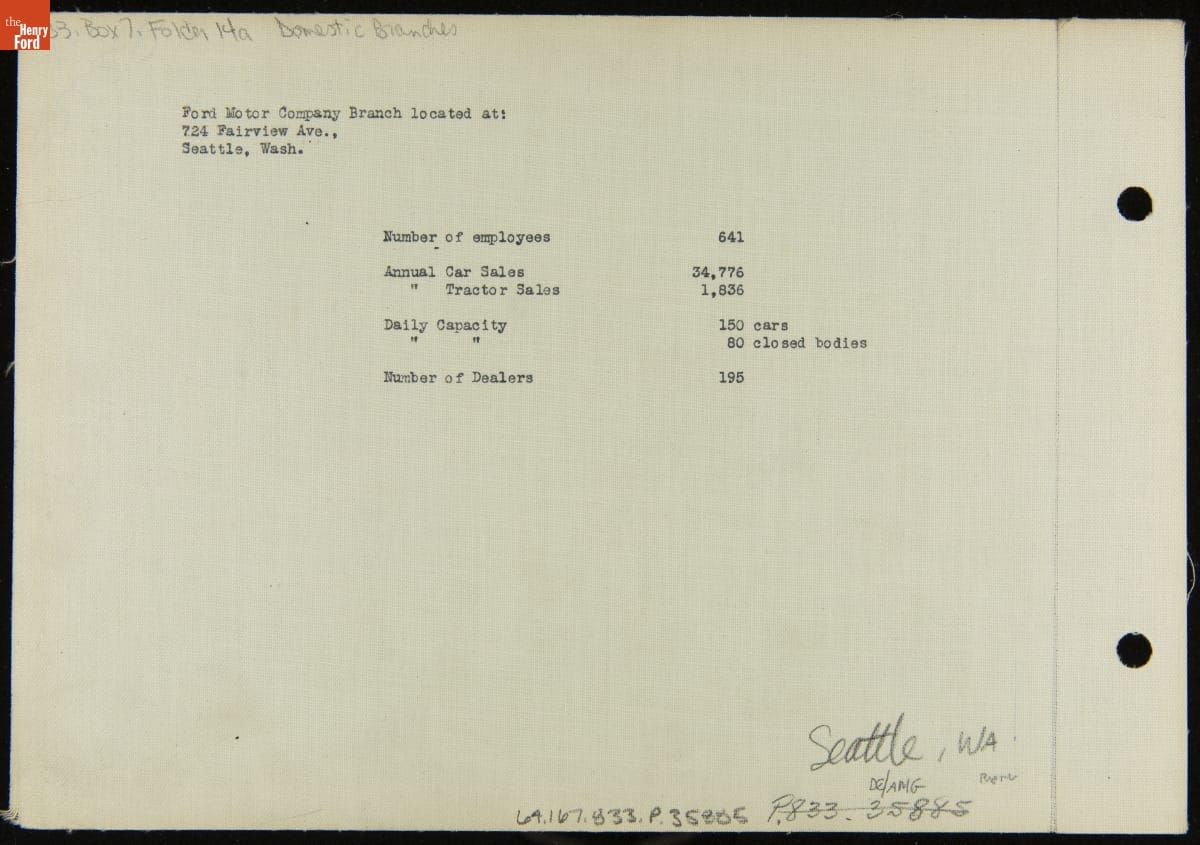 the
Henry
Ford
33. Box 7. Folder 14a Domestic Branches
Ford Motor Company Branch located at:
724 Fairview Ave.,
Seattle, Wash.
Number of employees 641
Annual Car Sales 34,776
" Tractor Sales 1,836
Daily Capacity 150 cars
" " 80 closed bodies
Number of Dealers 195
Seattle, WA.
DE/AMG
64.167.833.P.35885 P.833. 35885